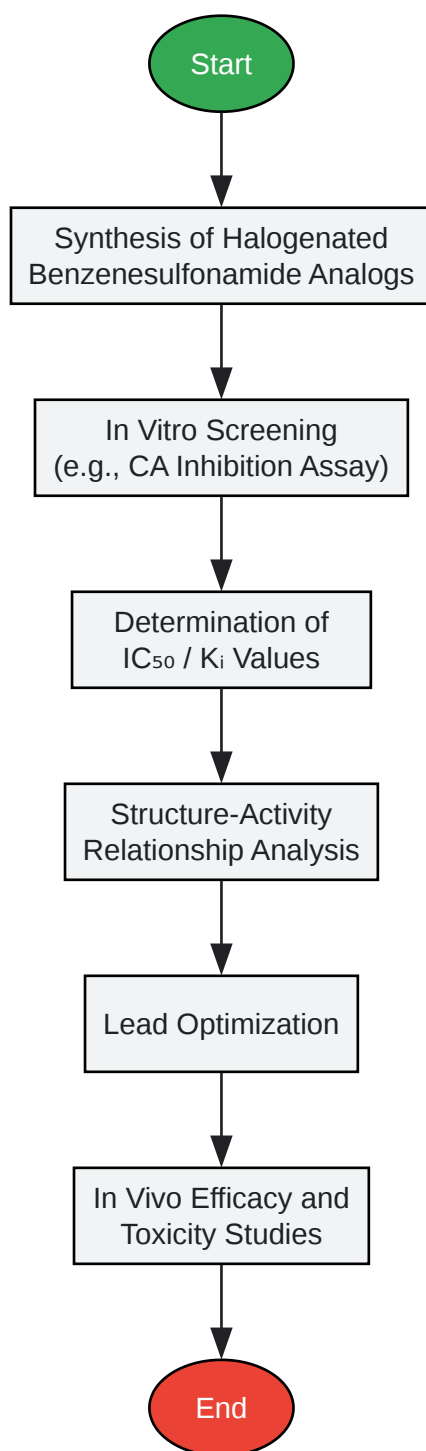 Start
Synthesis of Halogenated
Benzenesulfonamide Analogs
In Vitro Screening
(e.g., CA Inhibition Assay)
Determination of
IC₅₀ / Kᵢ Values
Structure-Activity
Relationship Analysis
Lead Optimization
In Vivo Efficacy and
Toxicity Studies
End